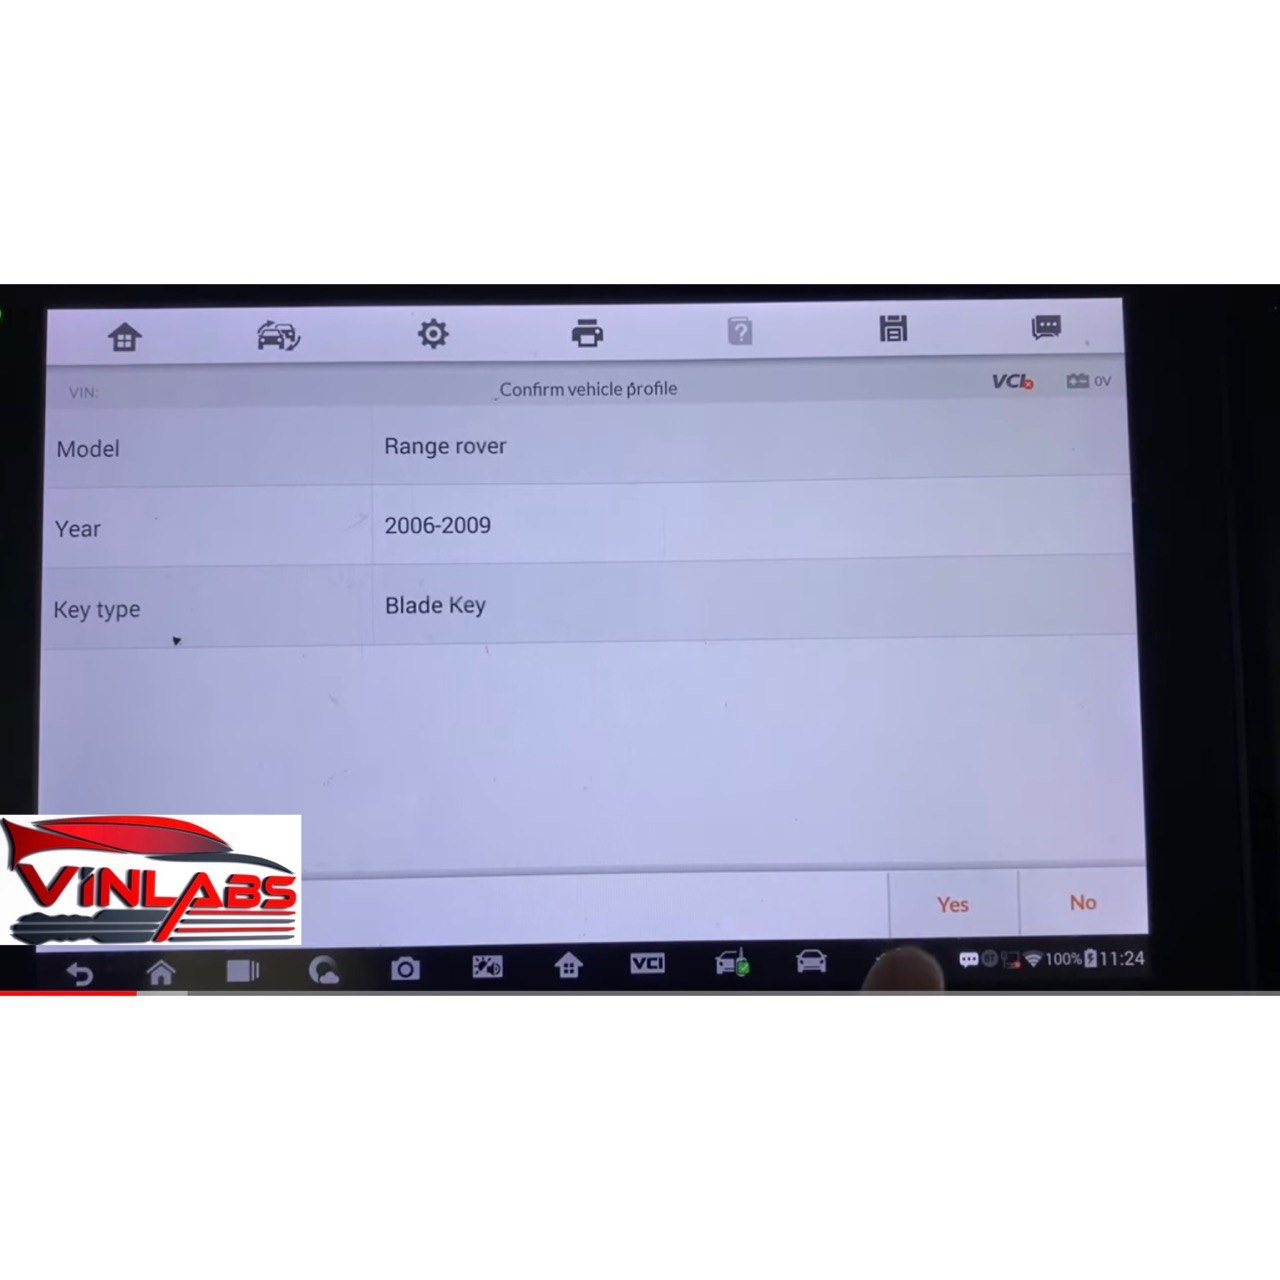 VIN:
Confirm vehicle profile
VCI
0V
Model
Range rover
Year
2006-2009
Key type
Blade Key
Yes
No
ViNLABS
VCI
100%
11:24